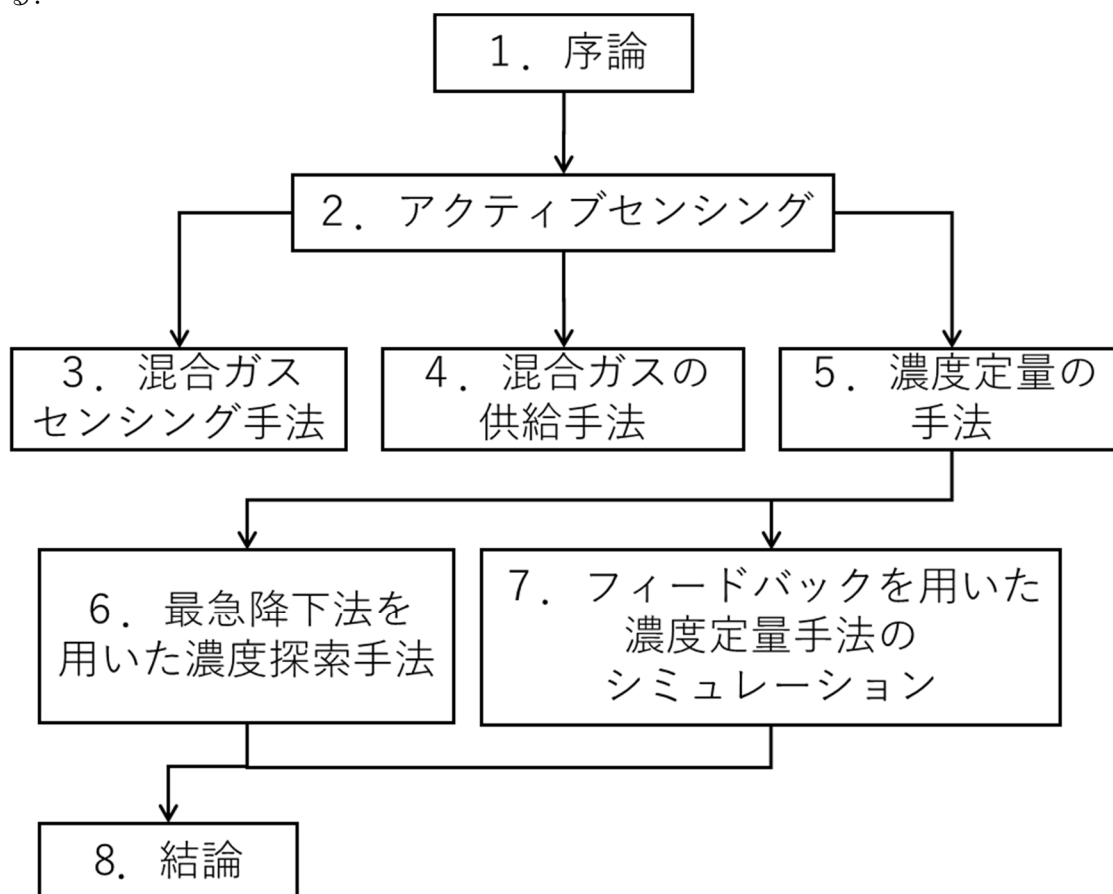 る.
1. 序論
2. アクティブセンシング
3. 混合ガス
センシング手法
4. 混合ガスの
供給手法
5. 濃度定量の
手法
6. 最急降下法を
用いた濃度探索手法
7. フィードバックを用いた
濃度定量手法の
シミュレーション
8. 結論